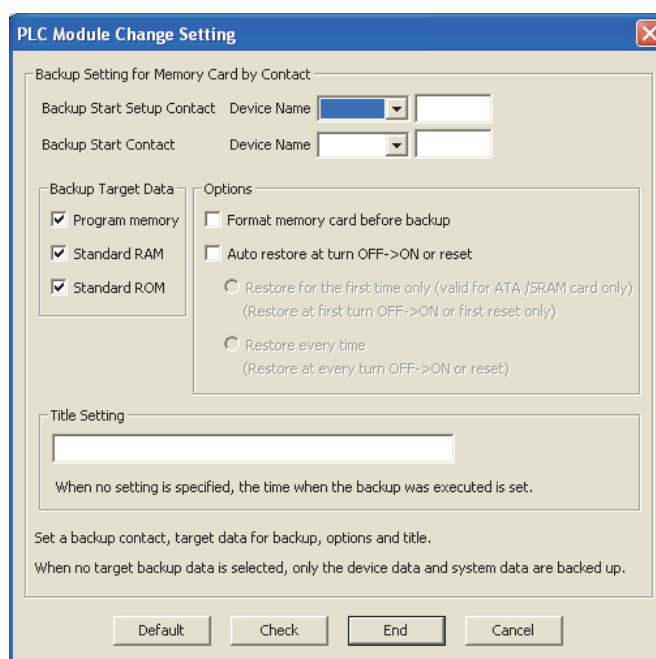 PLC Module Change Setting
Backup Setting for Memory Card by Contact
Backup Start Setup Contact Device Name
Backup Start Contact Device Name
Backup Target Data
Program memory
Standard RAM
Standard ROM
Options
Format memory card before backup
Auto restore at turn OFF->ON or reset
Restore for the first time only (valid for ATA /SRAM card only)
(Restore at first turn OFF->ON or first reset only)
Restore every time
(Restore at every turn OFF->ON or reset)
Title Setting
When no setting is specified, the time when the backup was executed is set.
Set a backup contact, target data for backup, options and title.
When no target backup data is selected, only the device data and system data are backed up.
Default Check End Cancel